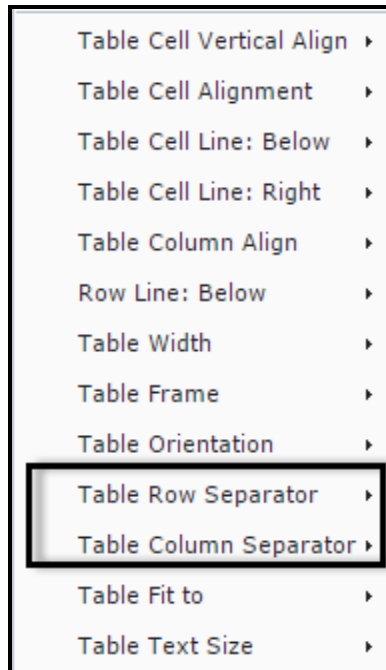 Table Cell Vertical Align
Table Cell Alignment
Table Cell Line: Below
Table Cell Line: Right
Table Column Align
Row Line: Below
Table Width
Table Frame
Table Orientation
Table Row Separator
Table Column Separator
Table Fit to
Table Text Size